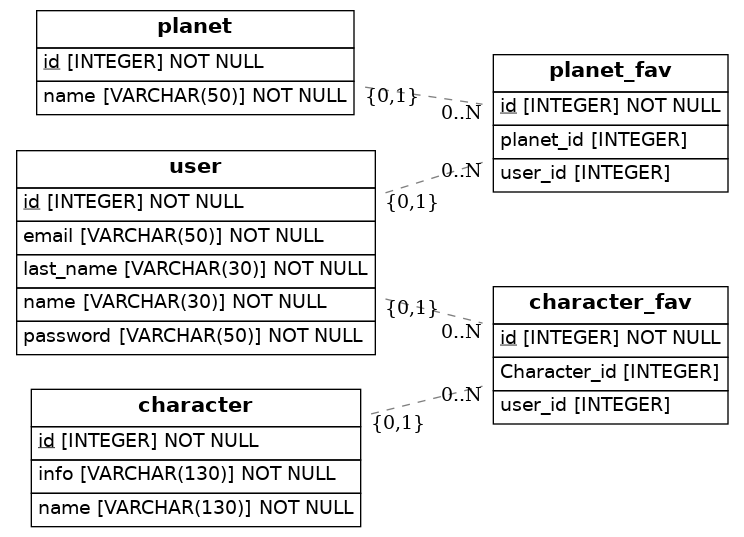 planet
id [INTEGER] NOT NULL
name [VARCHAR(50)] NOT NULL
{0,1}
0..N
planet_fav
id [INTEGER] NOT NULL
planet_id [INTEGER]
user_id [INTEGER]
user
id [INTEGER] NOT NULL
email [VARCHAR(50)] NOT NULL
last_name [VARCHAR(30)] NOT NULL
name [VARCHAR(30)] NOT NULL
password [VARCHAR(50)] NOT NULL
0..N
{0,1}
{0,1}
0..N
character_fav
id [INTEGER] NOT NULL
Character_id [INTEGER]
user_id [INTEGER]
character
id [INTEGER] NOT NULL
info [VARCHAR(130)] NOT NULL
name [VARCHAR(130)] NOT NULL
0..N
{0,1}